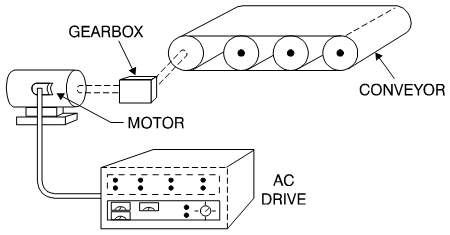 GEARBOX
CONVEYOR
MOTOR
AC
DRIVE